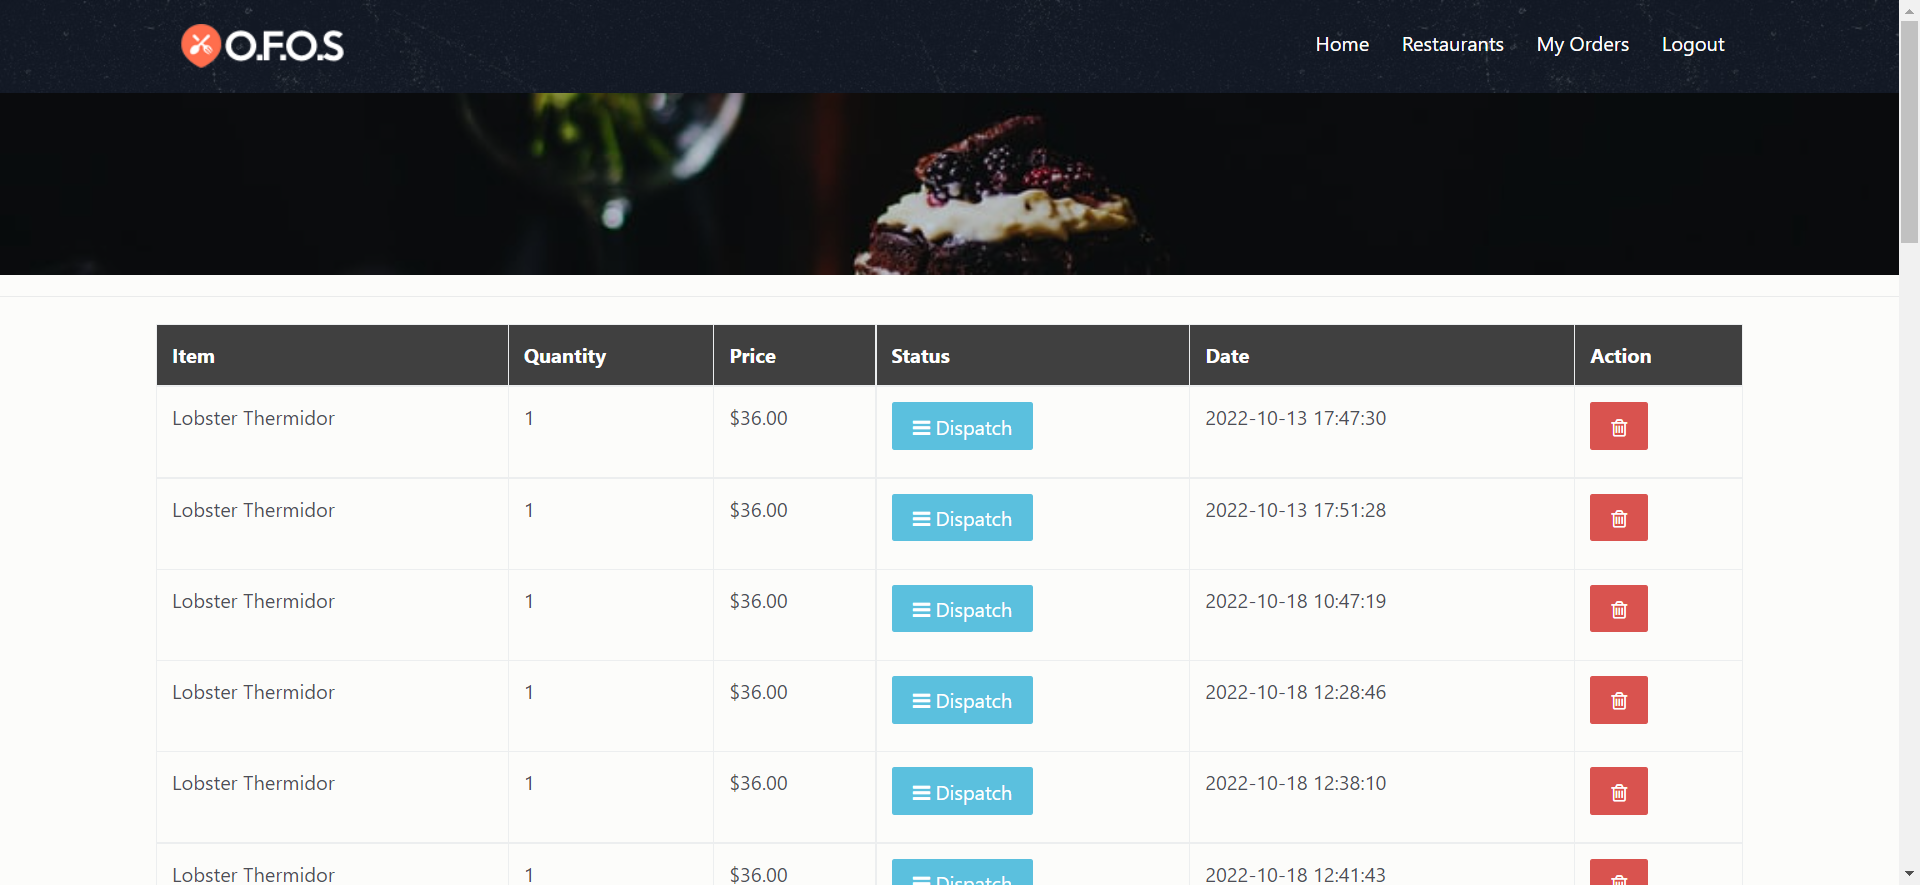 O.F.O.S
Home Restaurants My Orders Logout
Item Quantity Price Status Date Action
Lobster Thermidor 1 $36.00 Dispatch 2022-10-13 17:47:30
Lobster Thermidor 1 $36.00 Dispatch 2022-10-13 17:51:28
Lobster Thermidor 1 $36.00 Dispatch 2022-10-18 10:47:19
Lobster Thermidor 1 $36.00 Dispatch 2022-10-18 12:28:46
Lobster Thermidor 1 $36.00 Dispatch 2022-10-18 12:38:10
Lobster Thermidor 1 $36.00 Dispatch 2022-10-18 12:41:43